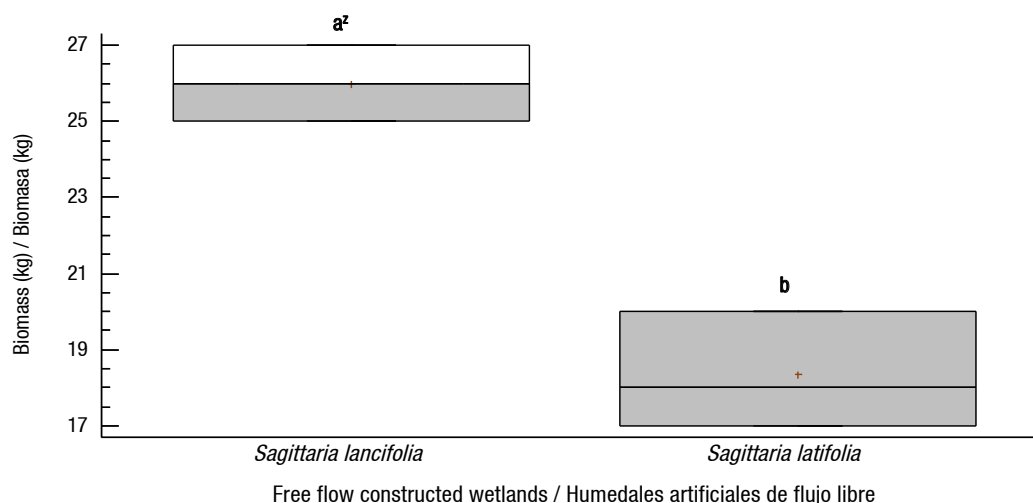 aᶻ
27
25
23
21
19
17
Biomass (kg) / Biomasa (kg)
b
Sagittaria lancifolia
Sagittaria latifolia
Free flow constructed wetlands / Humedales artificiales de flujo libre